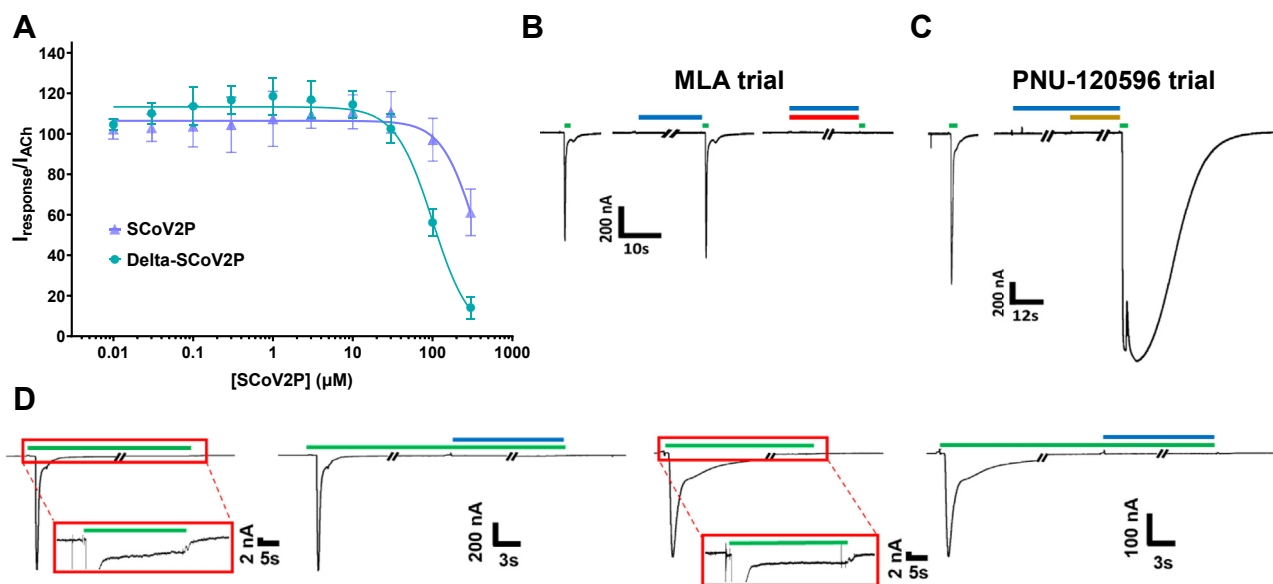 A
B
C
MLA trial
PNU-120596 trial
140
120
100
80
60
40
20
0
I_response/I_ACh
SCoV2P
Delta-SCoV2P
0.01
0.1
1
10
100
1000
[SCoV2P] (µM)
200 nA
10s
200 nA
12s
D
2 nA
5s
200 nA
3s
2 nA
5s
100 nA
3s